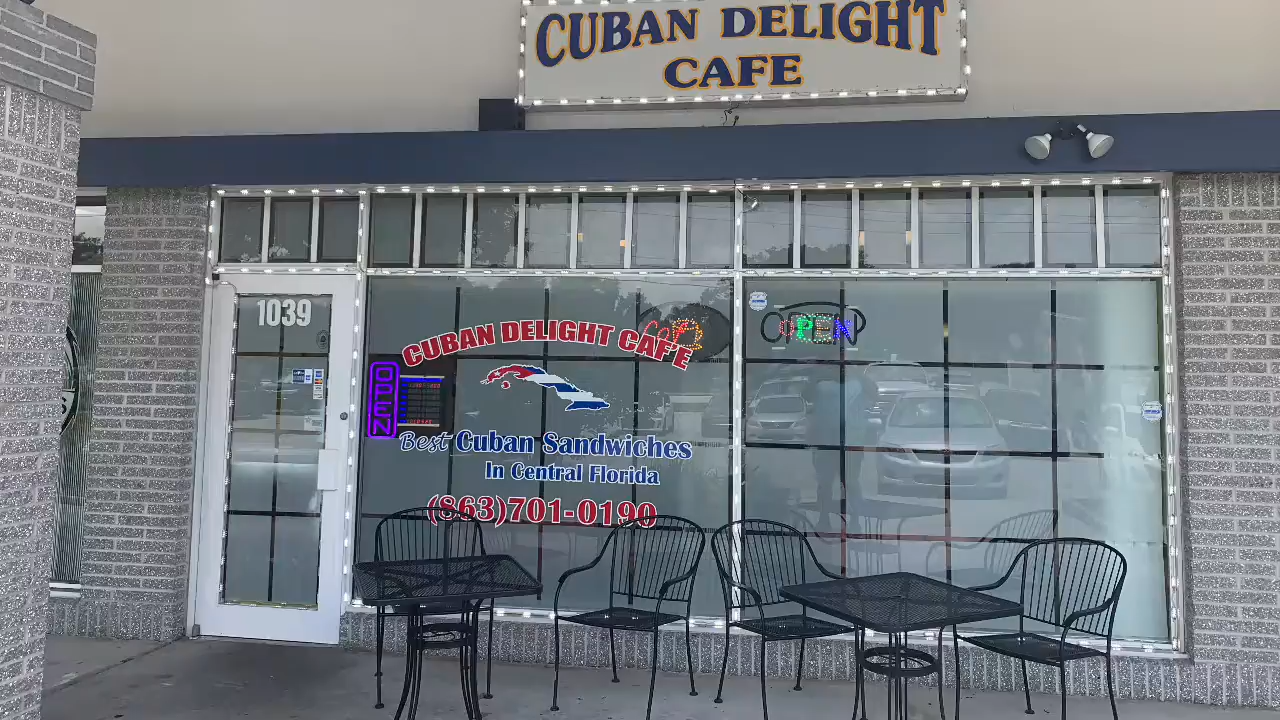 CUBAN DELIGHT
CAFE
1039
CUBAN DELIGHT CAFE
OPEN
OPEN
Best Cuban Sandwiches
In Central Florida
(863)701-0190